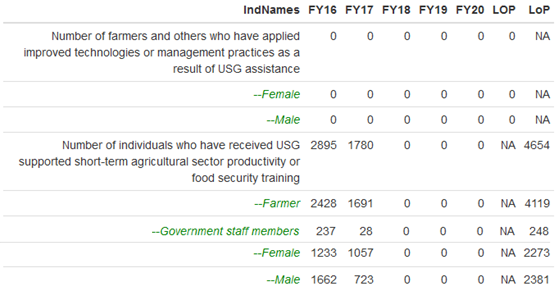 IndNames FY16 FY17 FY18 FY19 FY20 LOP LoP
Number of farmers and others who have applied 0 0 0 0 0 0 NA
improved technologies or management practices as a
result of USG assistance
--Female 0 0 0 0 0 0 NA
--Male 0 0 0 0 0 0 NA
Number of individuals who have received USG 2895 1780 0 0 0 NA 4654
supported short-term agricultural sector productivity or
food security training
--Farmer 2428 1691 0 0 0 NA 4119
--Government staff members 237 28 0 0 0 NA 248
--Female 1233 1057 0 0 0 NA 2273
--Male 1662 723 0 0 0 NA 2381